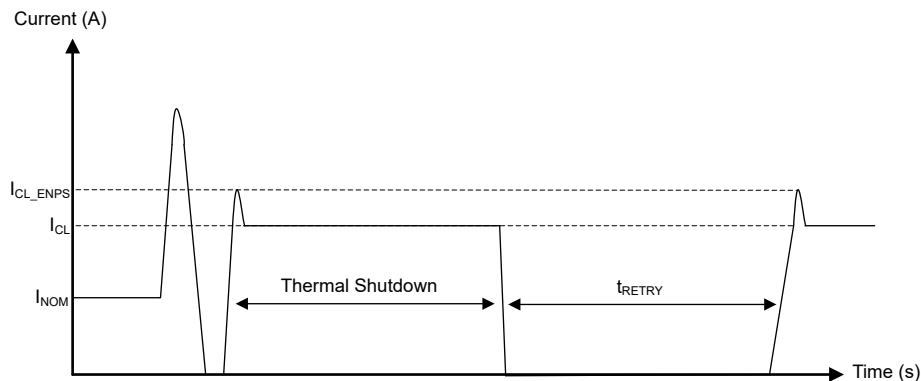 Current (A)
I_CL_ENPS
I_CL
I_NOM
Thermal Shutdown
t_RETRY
Time (s)